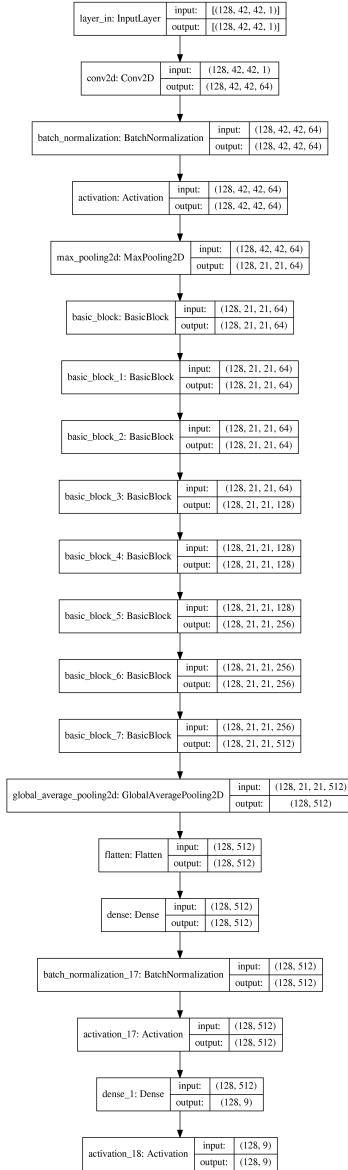 layer_in: InputLayer input: [(128, 42, 42, 1)]
output: [(128, 42, 42, 1)]
conv2d: Conv2D input: (128, 42, 42, 1)
output: (128, 42, 42, 64)
batch_normalization: BatchNormalization input: (128, 42, 42, 64)
output: (128, 42, 42, 64)
activation: Activation input: (128, 42, 42, 64)
output: (128, 42, 42, 64)
max_pooling2d: MaxPooling2D input: (128, 42, 42, 64)
output: (128, 21, 21, 64)
basic_block: BasicBlock input: (128, 21, 21, 64)
output: (128, 21, 21, 64)
basic_block_1: BasicBlock input: (128, 21, 21, 64)
output: (128, 21, 21, 64)
basic_block_2: BasicBlock input: (128, 21, 21, 64)
output: (128, 21, 21, 64)
basic_block_3: BasicBlock input: (128, 21, 21, 64)
output: (128, 21, 21, 128)
basic_block_4: BasicBlock input: (128, 21, 21, 128)
output: (128, 21, 21, 128)
basic_block_5: BasicBlock input: (128, 21, 21, 128)
output: (128, 21, 21, 256)
basic_block_6: BasicBlock input: (128, 21, 21, 256)
output: (128, 21, 21, 256)
basic_block_7: BasicBlock input: (128, 21, 21, 256)
output: (128, 21, 21, 512)
global_average_pooling2d: GlobalAveragePooling2D input: (128, 21, 21, 512)
output: (128, 512)
flatten: Flatten input: (128, 512)
output: (128, 512)
dense: Dense input: (128, 512)
output: (128, 512)
batch_normalization_17: BatchNormalization input: (128, 512)
output: (128, 512)
activation_17: Activation input: (128, 512)
output: (128, 512)
dense_1: Dense input: (128, 512)
output: (128, 9)
activation_18: Activation input: (128, 9)
output: (128, 9)